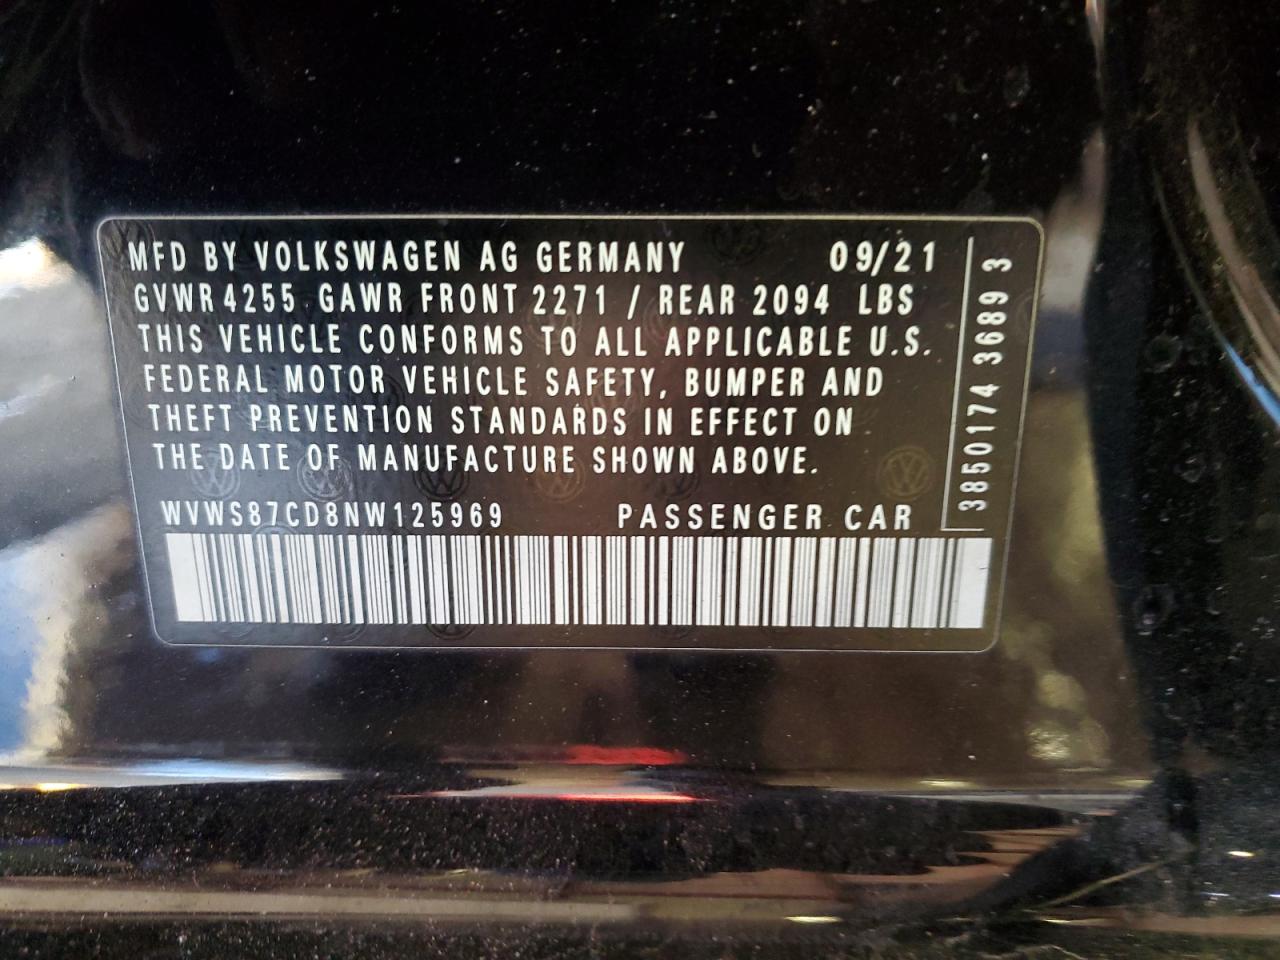 MFD BY VOLKSWAGEN AG GERMANY 09/21
GVWR 4255 GAWR FRONT 2271 / REAR 2094 LBS
THIS VEHICLE CONFORMS TO ALL APPLICABLE U.S.
FEDERAL MOTOR VEHICLE SAFETY, BUMPER AND
THEFT PREVENTION STANDARDS IN EFFECT ON
THE DATE OF MANUFACTURE SHOWN ABOVE.
WVWS87CD8NW125969 PASSENGER CAR
3850174 3689 3